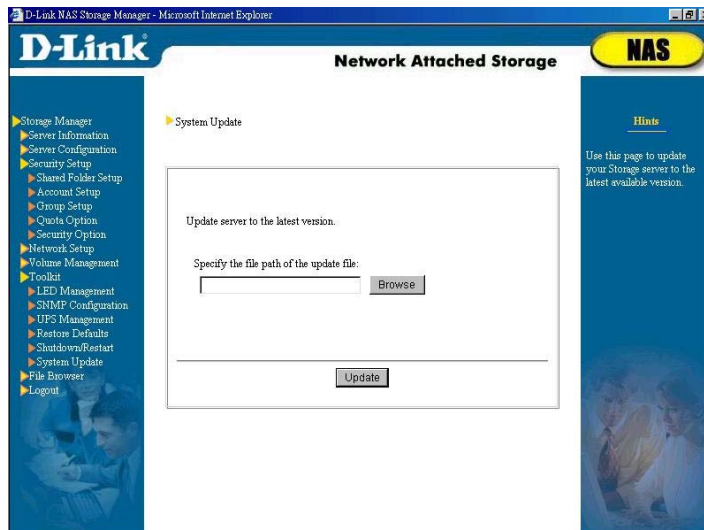 D-Link NAS Storage Manager - Microsoft Internet Explorer
D-Link
Network Attached Storage
NAS
Storage Manager
Server Information
Server Configuration
Security Setup
Shared Folder Setup
Account Setup
Group Setup
Quota Option
Security Option
Network Setup
Volume Management
Toolkit
LED Management
SNMP Configuration
UPS Management
Restore Defaults
Shutdown/Restart
System Update
File Browser
Logout
System Update
Update server to the latest version.
Specify the file path of the update file:
Browse
Update
Hints
Use this page to update
your Storage server to the
latest available version.